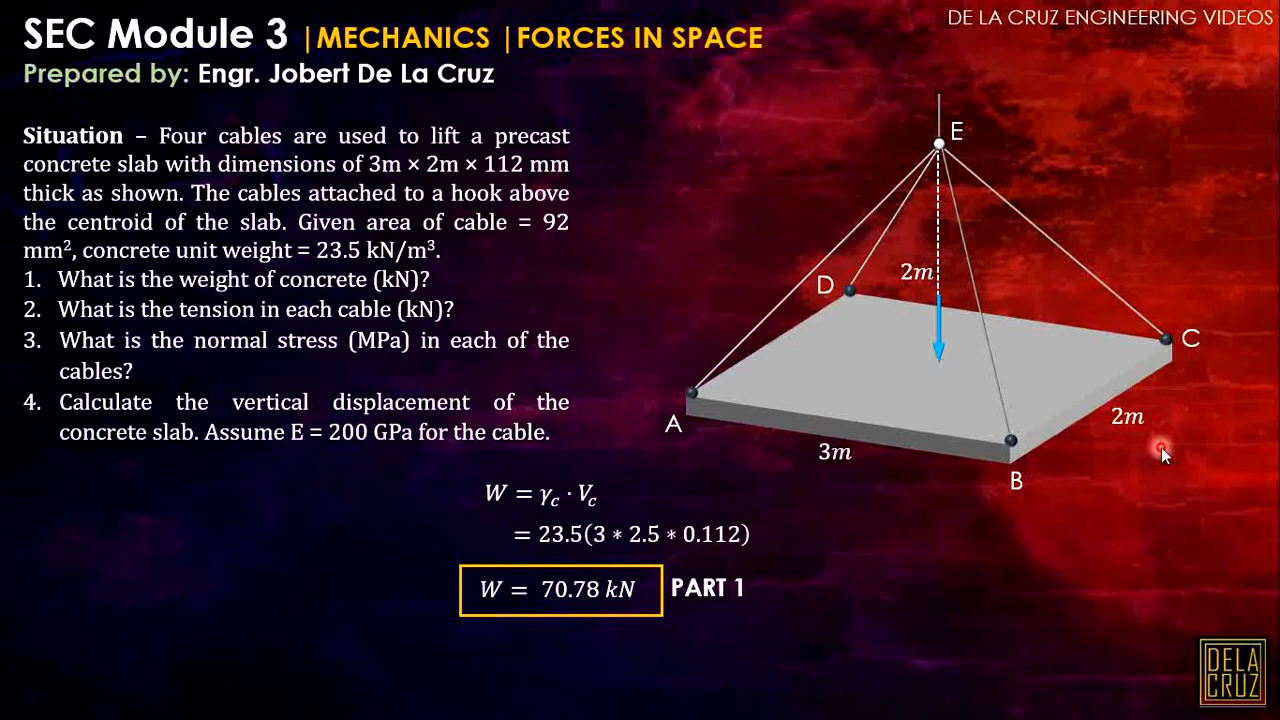 SEC Module 3 |MECHANICS |FORCES IN SPACE
DE LA CRUZ ENGINEERING VIDEOS
Prepared by: Engr. Jobert De La Cruz
Situation – Four cables are used to lift a precast
concrete slab with dimensions of 3m × 2m × 112 mm
thick as shown. The cables attached to a hook above
the centroid of the slab. Given area of cable = 92
mm², concrete unit weight = 23.5 kN/m³.
1. What is the weight of concrete (kN)?
2. What is the tension in each cable (kN)?
3. What is the normal stress (MPa) in each of the
cables?
4. Calculate the vertical displacement of the
concrete slab. Assume E = 200 GPa for the cable.
E
2m
D
C
A
2m
3m
B
W = γc · Vc
= 23.5(3 * 2.5 * 0.112)
W = 70.78 kN PART 1
DELA
CRUZ